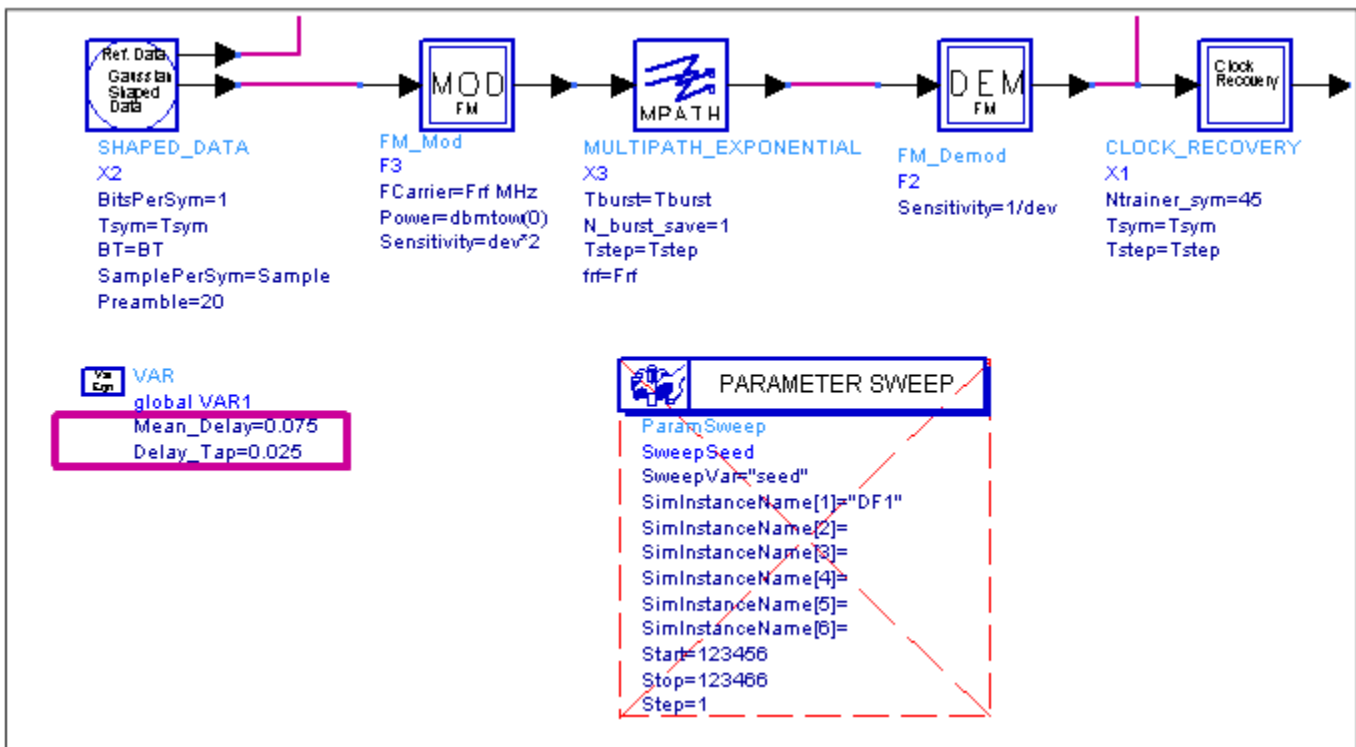 Ref. Data
Gaussian
Shaped
Data
SHAPED_DATA
X2
BitsPerSym=1
Tsym=Tsym
BT=BT
SamplePerSym=Sample
Preamble=20
MOD
FM
FM_Mod
F3
FCarrier=Frf MHz
Power=dbmtow(0)
Sensitivity=dev*2
MPATH
MULTIPATH_EXPONENTIAL
X3
Tburst=Tburst
N_burst_save=1
Tstep=Tstep
frf=Frf
DEM
FM
FM_Demod
F2
Sensitivity=1/dev
Clock
Recovery
CLOCK_RECOVERY
X1
Ntrainer_sym=45
Tsym=Tsym
Tstep=Tstep
Var
Eqn
VAR
global VAR1
Mean_Delay=0.075
Delay_Tap=0.025
PARAMETER SWEEP
ParamSweep
SweepSeed
SweepVar="seed"
SimInstanceName[1]="DF1"
SimInstanceName[2]=
SimInstanceName[3]=
SimInstanceName[4]=
SimInstanceName[5]=
SimInstanceName[6]=
Start=123456
Stop=123466
Step=1